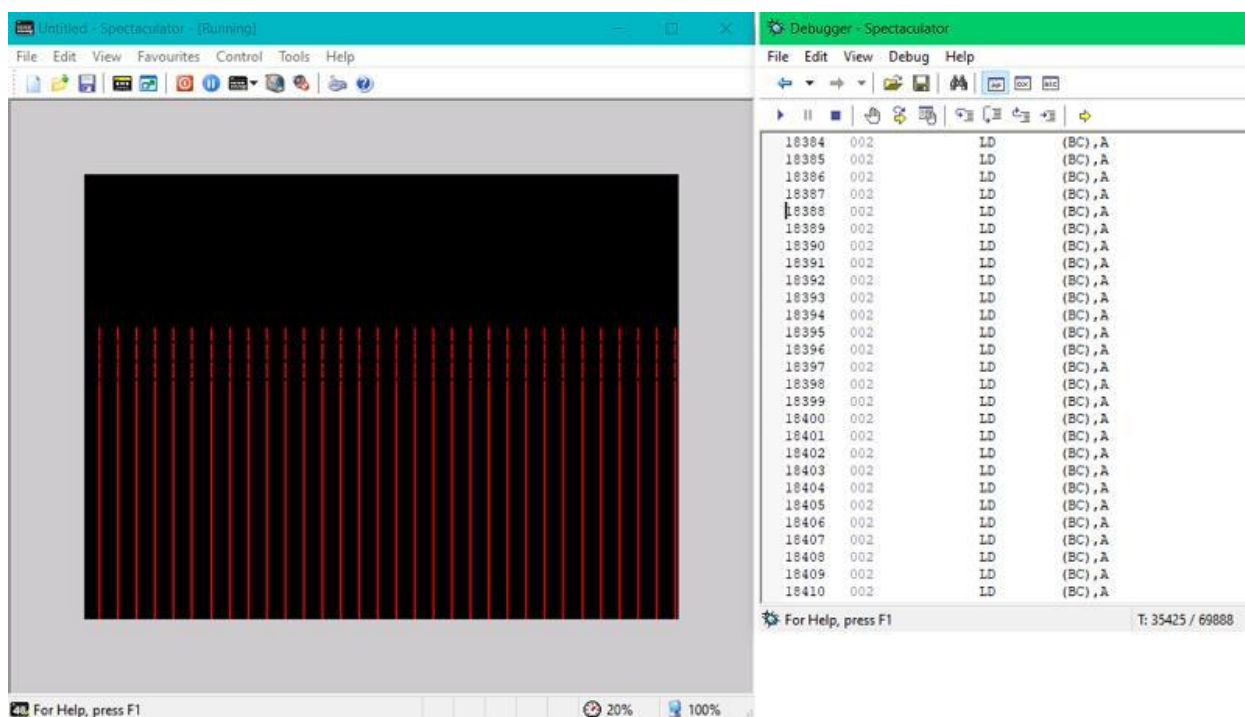 Untitled - Spectaculator - [Running]
File Edit View Favourites Control Tools Help
For Help, press F1
20%
100%
Debugger - Spectaculator
File Edit View Debug Help
18384 002 LD (BC),A
18385 002 LD (BC),A
18386 002 LD (BC),A
18387 002 LD (BC),A
18388 002 LD (BC),A
18389 002 LD (BC),A
18390 002 LD (BC),A
18391 002 LD (BC),A
18392 002 LD (BC),A
18393 002 LD (BC),A
18394 002 LD (BC),A
18395 002 LD (BC),A
18396 002 LD (BC),A
18397 002 LD (BC),A
18398 002 LD (BC),A
18399 002 LD (BC),A
18400 002 LD (BC),A
18401 002 LD (BC),A
18402 002 LD (BC),A
18403 002 LD (BC),A
18404 002 LD (BC),A
18405 002 LD (BC),A
18406 002 LD (BC),A
18407 002 LD (BC),A
18408 002 LD (BC),A
18409 002 LD (BC),A
18410 002 LD (BC),A
For Help, press F1 T: 35425 / 69888